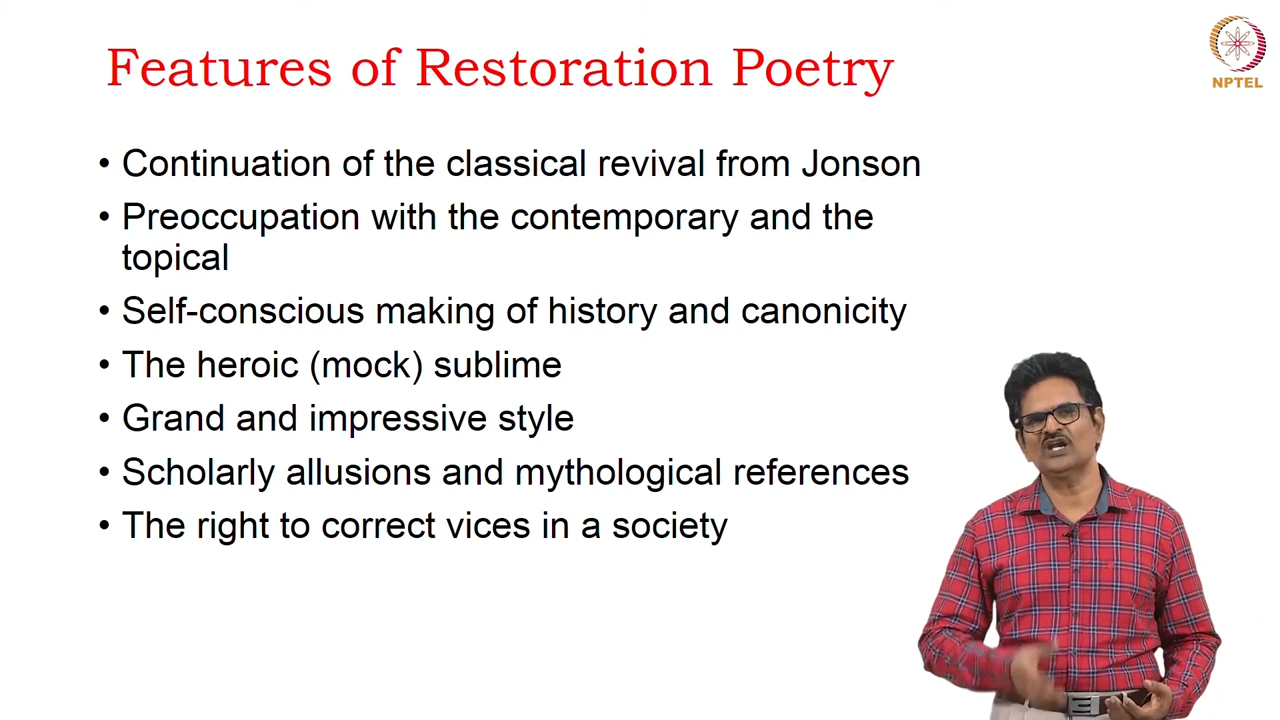 Features of Restoration Poetry
NPTEL
• Continuation of the classical revival from Jonson
• Preoccupation with the contemporary and the
topical
• Self-conscious making of history and canonicity
• The heroic (mock) sublime
• Grand and impressive style
• Scholarly allusions and mythological references
• The right to correct vices in a society